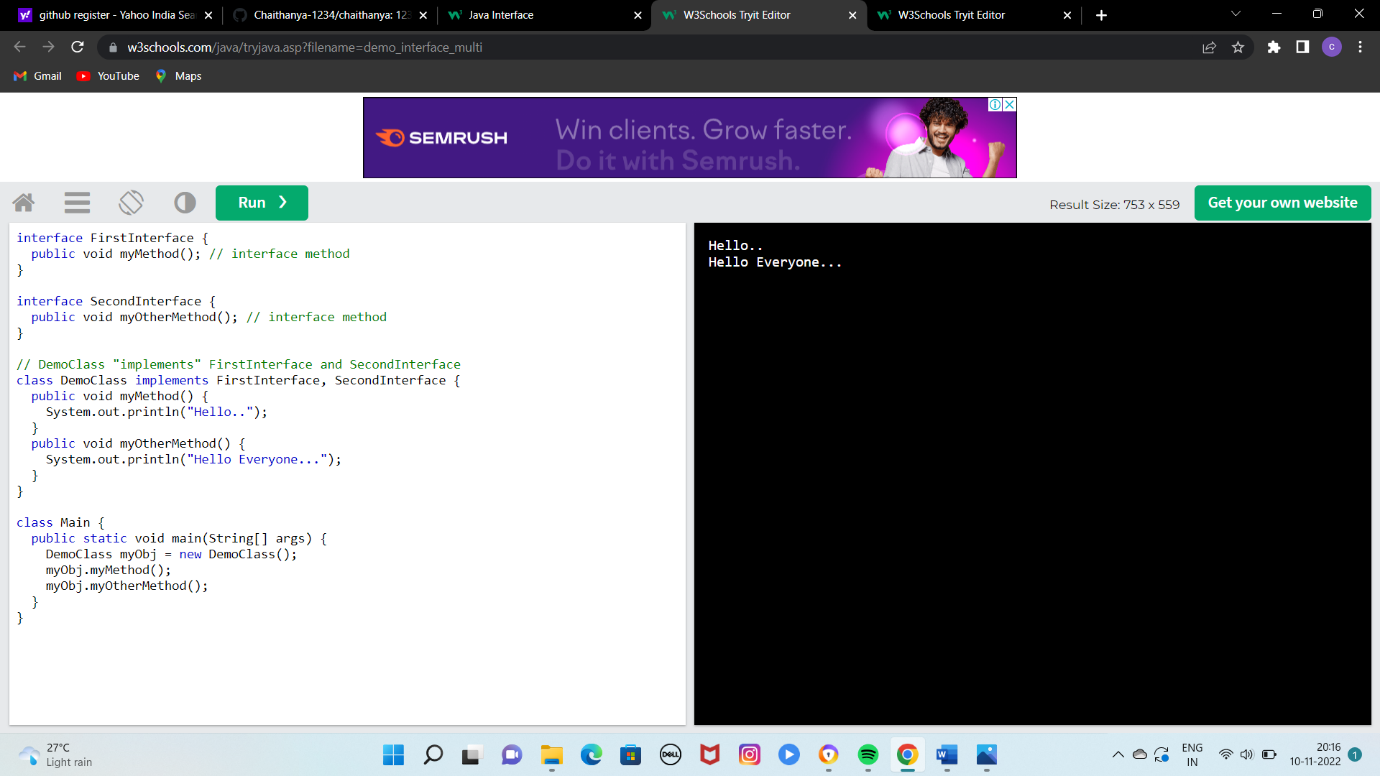 github register - Yahoo India Sea
Chaithanya-1234/chaithanya: 123
Java Interface
W3Schools Tryit Editor
W3Schools Tryit Editor
w3schools.com/java/tryjava.asp?filename=demo_interface_multi
C
Gmail
YouTube
Maps
SEMRUSH
Win clients. Grow faster.
Do it with Semrush.
Run ❯
Result Size: 753 x 559
Get your own website
interface FirstInterface {
  public void myMethod(); // interface method
}
interface SecondInterface {
  public void myOtherMethod(); // interface method
}
// DemoClass "implements" FirstInterface and SecondInterface
class DemoClass implements FirstInterface, SecondInterface {
  public void myMethod() {
    System.out.println("Hello..");
  }
  public void myOtherMethod() {
    System.out.println("Hello Everyone...");
  }
}
class Main {
  public static void main(String[] args) {
    DemoClass myObj = new DemoClass();
    myObj.myMethod();
    myObj.myOtherMethod();
  }
}
Hello..
Hello Everyone...
27°C
Light rain
DELL
ENG
IN
20:16
10-11-2022
1